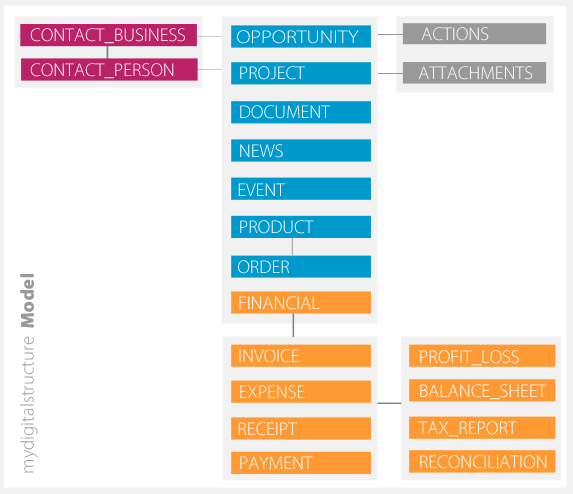 CONTACT_BUSINESS
CONTACT_PERSON
OPPORTUNITY
PROJECT
DOCUMENT
NEWS
EVENT
PRODUCT
ORDER
FINANCIAL
ACTIONS
ATTACHMENTS
INVOICE
EXPENSE
RECEIPT
PAYMENT
PROFIT_LOSS
BALANCE_SHEET
TAX_REPORT
RECONCILIATION
mydigitalstructure Model